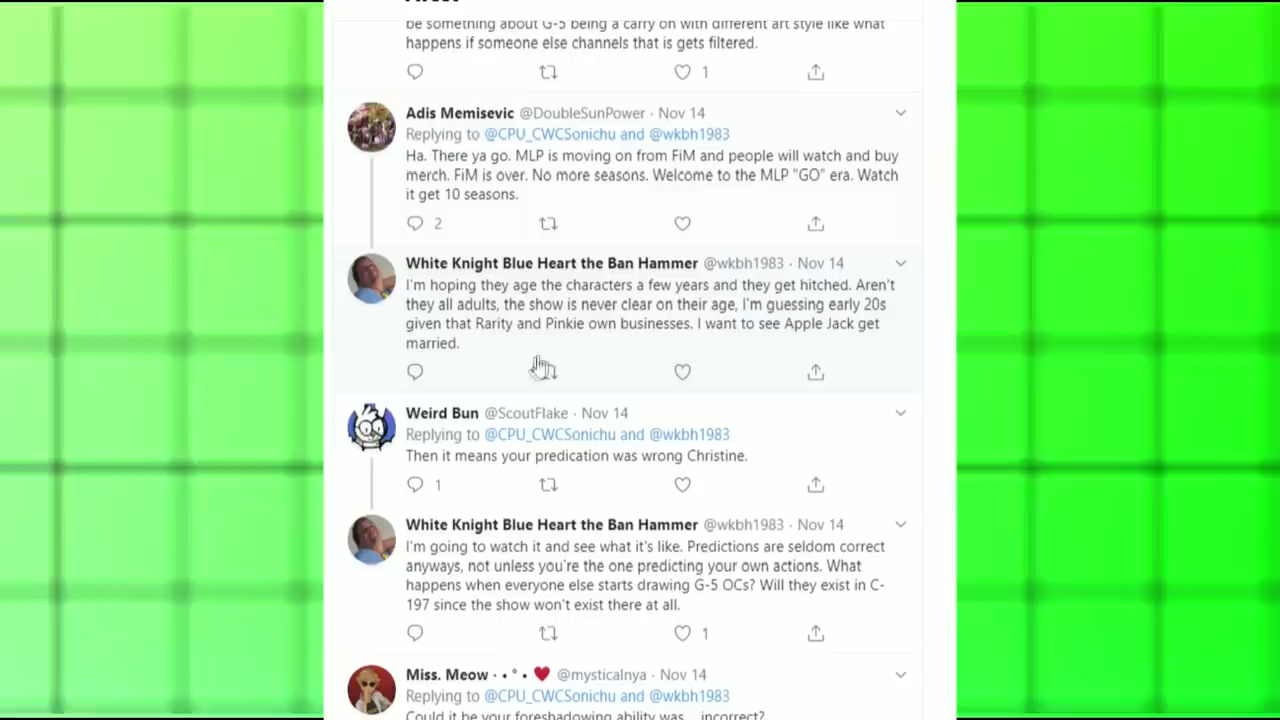 be something about G-5 being a carry on with different art style like what
happens if someone else channels that is gets filtered.
1
Adis Memisevic @DoubleSunPower · Nov 14
Replying to @CPU_CWCSonichu and @wkbh1983
Ha. There ya go. MLP is moving on from FiM and people will watch and buy
merch. FiM is over. No more seasons. Welcome to the MLP "GO" era. Watch
it get 10 seasons.
2
White Knight Blue Heart the Ban Hammer @wkbh1983 · Nov 14
I'm hoping they age the characters a few years and they get hitched. Aren't
they all adults, the show is never clear on their age, I'm guessing early 20s
given that Rarity and Pinkie own businesses. I want to see Apple Jack get
married.
Weird Bun @ScoutFlake · Nov 14
Replying to @CPU_CWCSonichu and @wkbh1983
Then it means your predication was wrong Christine.
1
White Knight Blue Heart the Ban Hammer @wkbh1983 · Nov 14
I'm going to watch it and see what it's like. Predictions are seldom correct
anyways, not unless you're the one predicting your own actions. What
happens when everyone else starts drawing G-5 OCs? Will they exist in C-
197 since the show won't exist there at all.
1
Miss. Meow · • ° • ♥ @mysticalnya · Nov 14
Replying to @CPU_CWCSonichu and @wkbh1983
Could it be your foreshadowing ability was... incorrect?